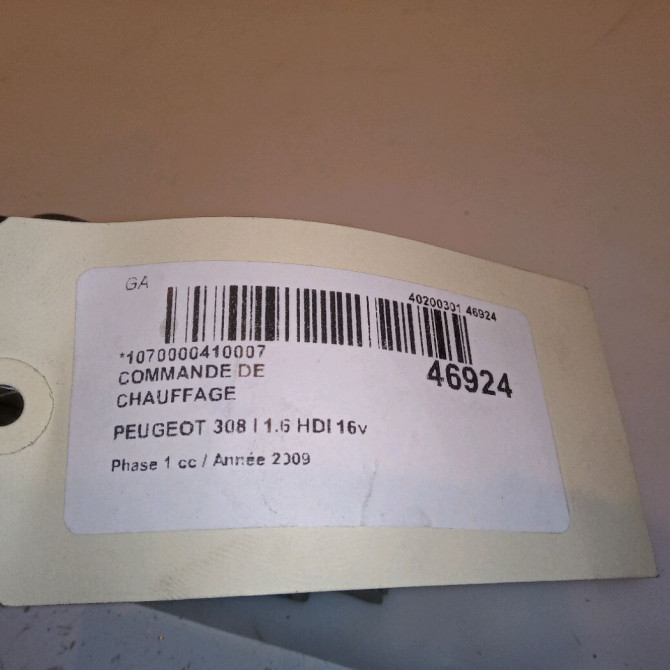 GA
40200301 46924
*1070000410007
COMMANDE DE
CHAUFFAGE
46924
PEUGEOT 308 I 1.6 HDI 16v
Phase 1 cc / Année 2009